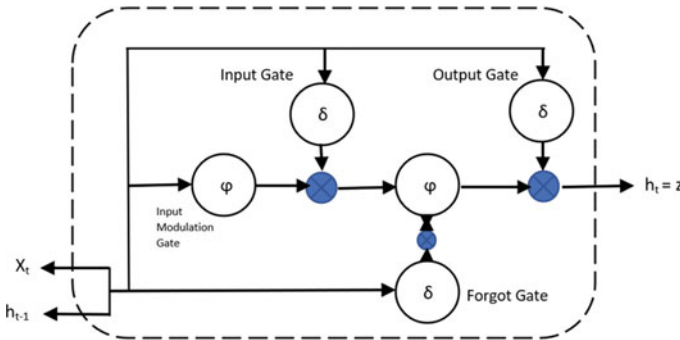 Input Gate
Output Gate
δ
δ
φ
φ
h_t = z
Input
Modulation
Gate
X_t
h_t-1
δ
Forgot Gate